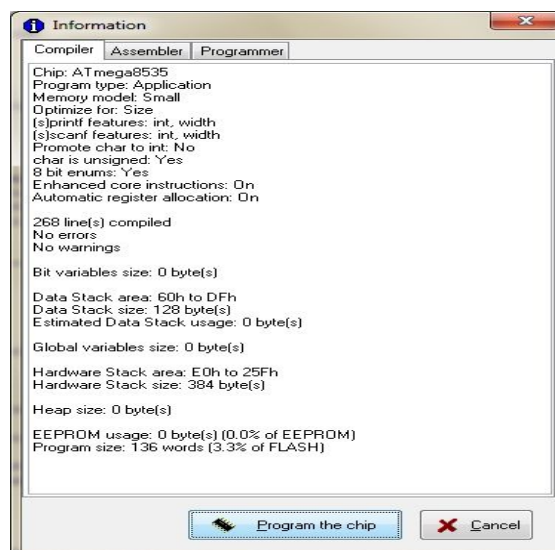 Information
Compiler Assembler Programmer
Chip: ATmega8535
Program type: Application
Memory model: Small
Optimize for: Size
(s)printf features: int, width
(s)scanf features: int, width
Promote char to int: No
char is unsigned: Yes
8 bit enums: Yes
Enhanced core instructions: On
Automatic register allocation: On
268 line(s) compiled
No errors
No warnings
Bit variables size: 0 byte(s)
Data Stack area: 60h to DFh
Data Stack size: 128 byte(s)
Estimated Data Stack usage: 0 byte(s)
Global variables size: 0 byte(s)
Hardware Stack area: E0h to 25Fh
Hardware Stack size: 384 byte(s)
Heap size: 0 byte(s)
EEPROM usage: 0 byte(s) (0.0% of EEPROM)
Program size: 136 words (3.3% of FLASH)
Program the chip Cancel